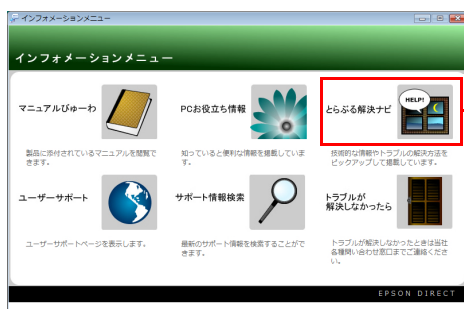 インフォメーションメニュー
インフォメーションメニュー
マニュアルびゅーわ
製品に添付されているマニュアルを閲覧で
きます。
PCお役立ち情報
知っていると便利な情報を掲載していま
す。
とらぶる解決ナビ
HELP!
技術的な情報やトラブルの解決方法を
ピックアップして掲載しています。
ユーザーサポート
ユーザーサポートページを表示します。
サポート情報検索
最新のサポート情報を検索することがで
きます。
トラブルが
解決しなかったら
トラブルが解決しなかったときは当社
各種問い合わせ窓口までご連絡くださ
い。
EPSON DIRECT